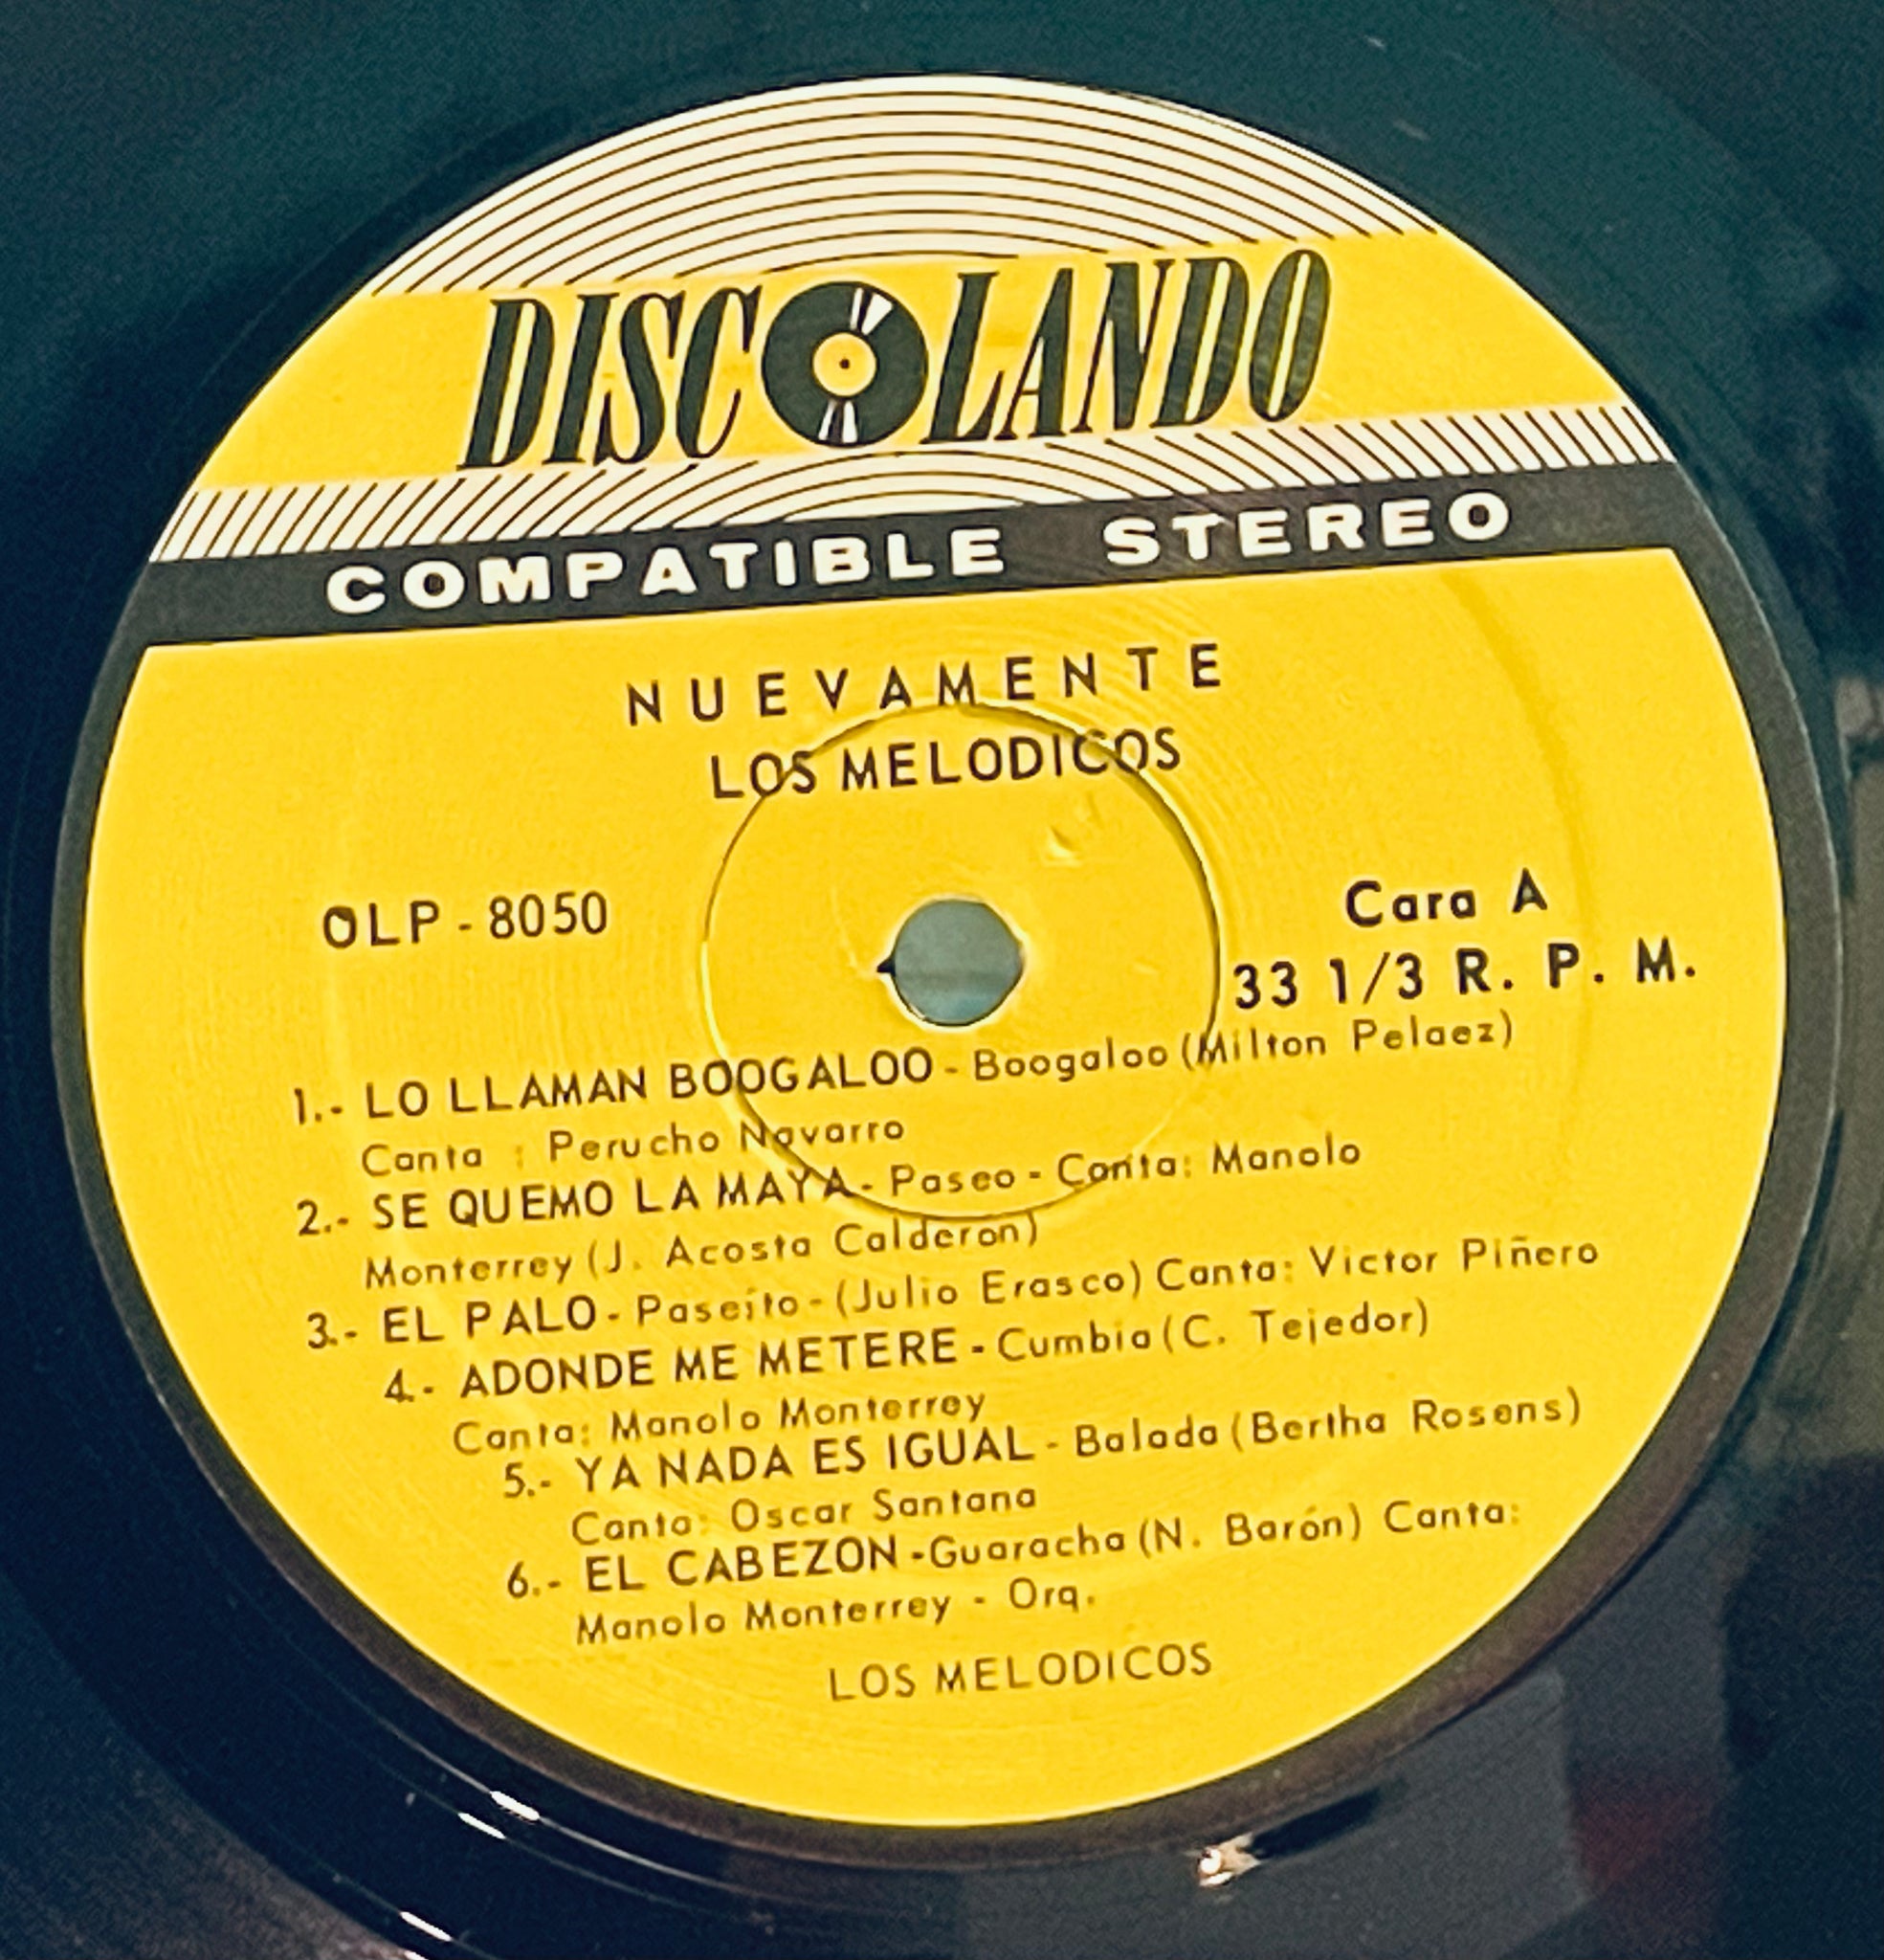 DISCOLANDO
COMPATIBLE STEREO
NUEVAMENTE
LOS MELODICOS
OLP - 8050
Cara A
33 1/3 R. P. M.
1.- LO LLAMAN BOOGALOO - Boogaloo (Milton Pelaez)
Canta : Perucho Navarro
2.- SE QUEMO LA MAYA - Paseo - Canta: Manolo
Monterrey (J. Acosta Calderon)
3.- EL PALO - Paseíto - (Julio Erasco) Canta: Victor Piñero
4.- ADONDE ME METERE - Cumbia (C. Tejedor)
Canta: Manolo Monterrey
5.- YA NADA ES IGUAL - Balada (Bertha Rosens)
Canta: Oscar Santana
6.- EL CABEZON - Guaracha (N. Barón) Canta:
Manolo Monterrey - Orq.
LOS MELODICOS